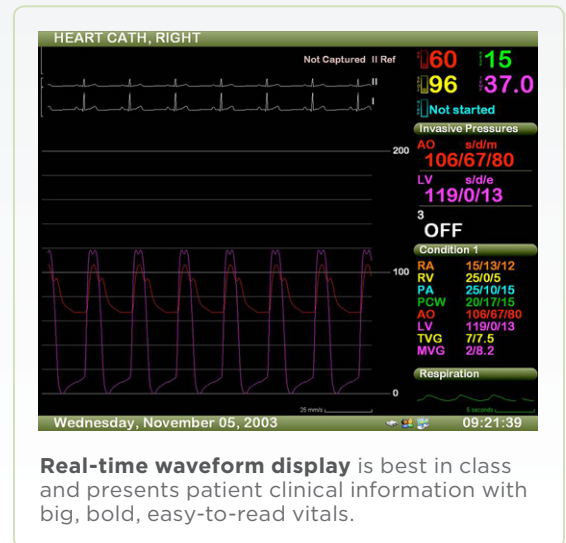 HEART CATH, RIGHT
Not Captured II Ref
60
15
96
37.0
Not started
II
I
Invasive Pressures
AO s/d/m
106/67/80
LV s/d/e
119/0/13
3
OFF
200
100
0
Condition 1
RA 15/13/12
RV 25/0/5
PA 25/10/15
PCW 20/17/15
AO 106/67/80
LV 119/0/13
TVG 7/7.5
MVG 2/8.2
Respiration
25 mm/s
6 seconds
Wednesday, November 05, 2003
09:21:39
Real-time waveform display is best in class
and presents patient clinical information with
big, bold, easy-to-read vitals.